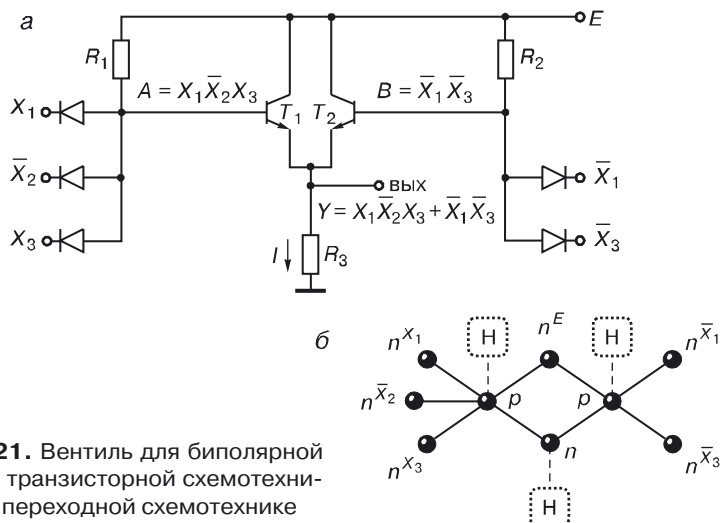 а
E
R₁
R₂
A = X₁X̅₂X₃
B = X̅₁X̅₃
X₁
T₁ T₂
X̅₂
X̅₁
вых
Y = X₁X̅₂X₃ + X̅₁X̅₃
X₃
X̅₃
I
R₃
б
H
H
n^X₁
n^E
n^X̅₁
n^X̅₂
p
p
n^X₃
n
n^X̅₃
H
21. Вентиль для биполярной
транзисторной схемотехни-
переходной схемотехнике